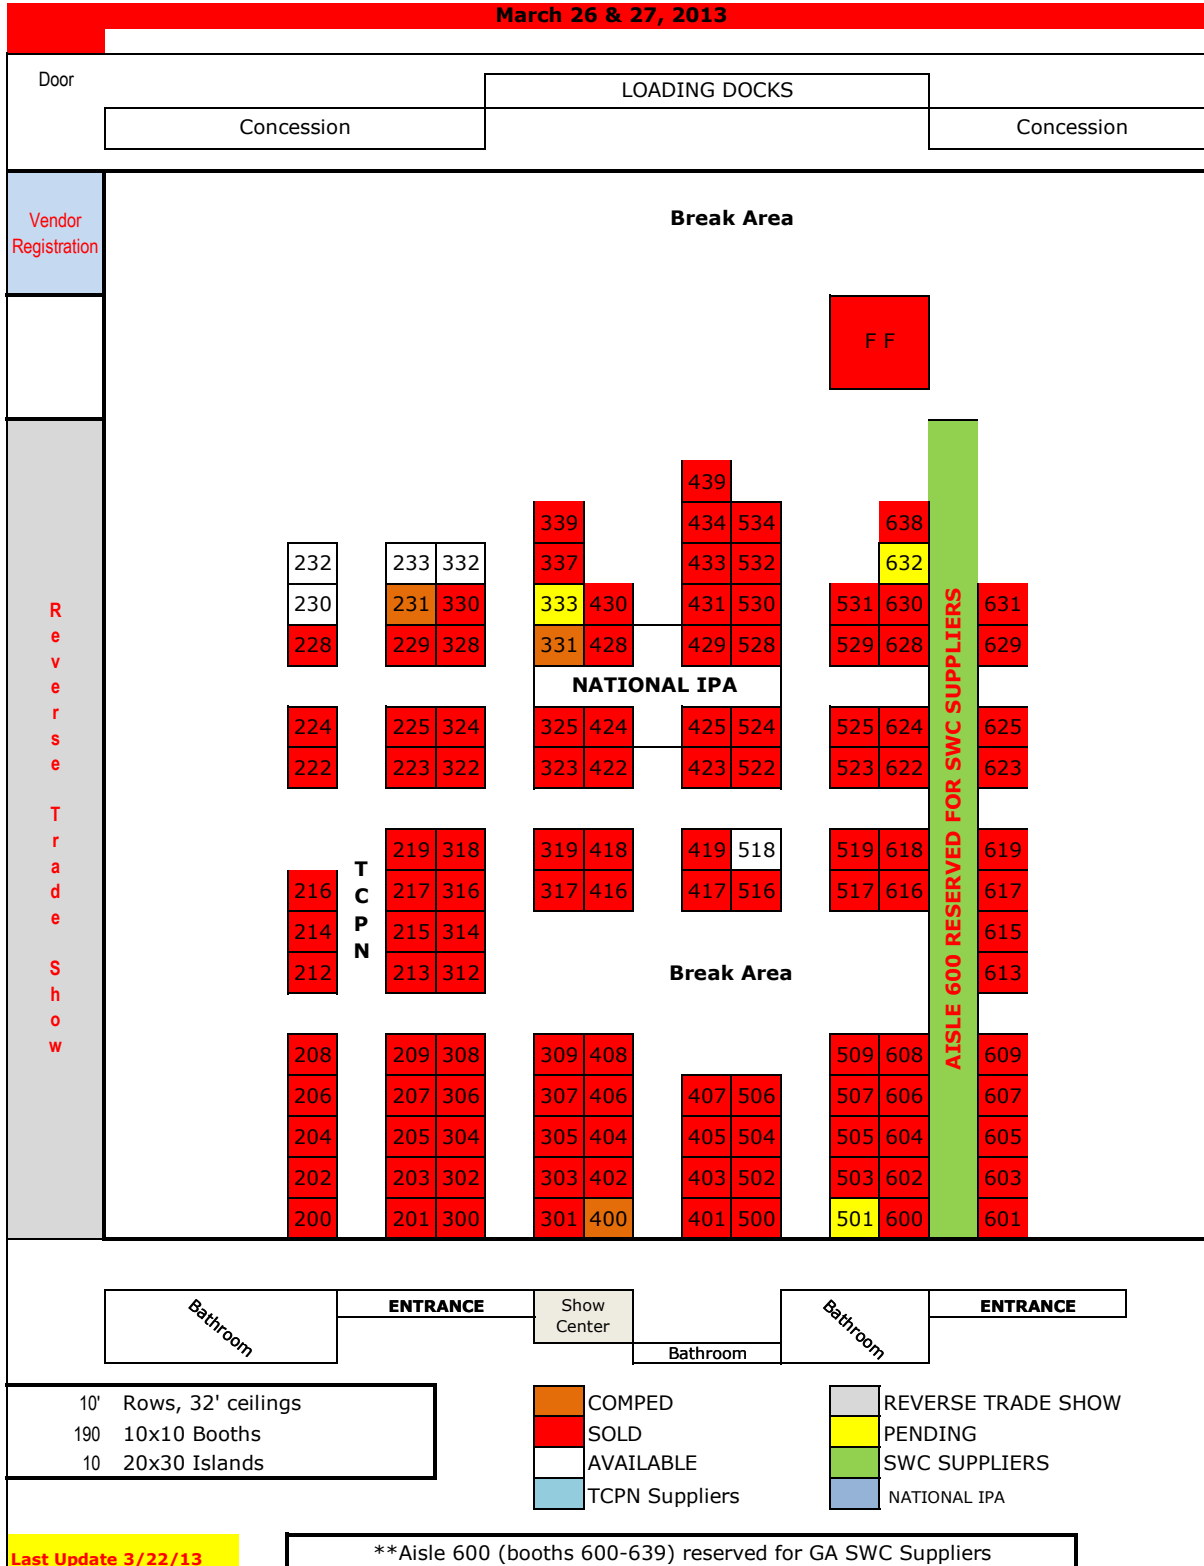 March 26 & 27, 2013
Door
LOADING DOCKS
Concession
Concession
Vendor
Registration
Break Area
F F
439
339 434 534 638
232 233 332 337 433 532 632
230 231 330 333 430 431 530 531 630 631
228 229 328 331 428 429 528 529 628 629
NATIONAL IPA
224 225 324 325 424 425 524 525 624 625
222 223 322 323 422 423 522 523 622 623
219 318 319 418 419 518 519 618 619
216 217 316 317 416 417 516 517 616 617
214 215 314 615
212 213 312 613
Break Area
208 209 308 309 408 509 608 609
206 207 306 307 406 407 506 507 606 607
204 205 304 305 404 405 504 505 604 605
202 203 302 303 402 403 502 503 602 603
200 201 300 301 400 401 500 501 600 601
Reverse Trade Show
TCPN
AISLE 600 RESERVED FOR SWC SUPPLIERS
Bathroom
ENTRANCE
Show
Center
Bathroom
Bathroom
ENTRANCE
10' Rows, 32' ceilings
190 10x10 Booths
10 20x30 Islands
COMPED
SOLD
AVAILABLE
TCPN Suppliers
REVERSE TRADE SHOW
PENDING
SWC SUPPLIERS
NATIONAL IPA
Last Update 3/22/13
**Aisle 600 (booths 600-639) reserved for GA SWC Suppliers